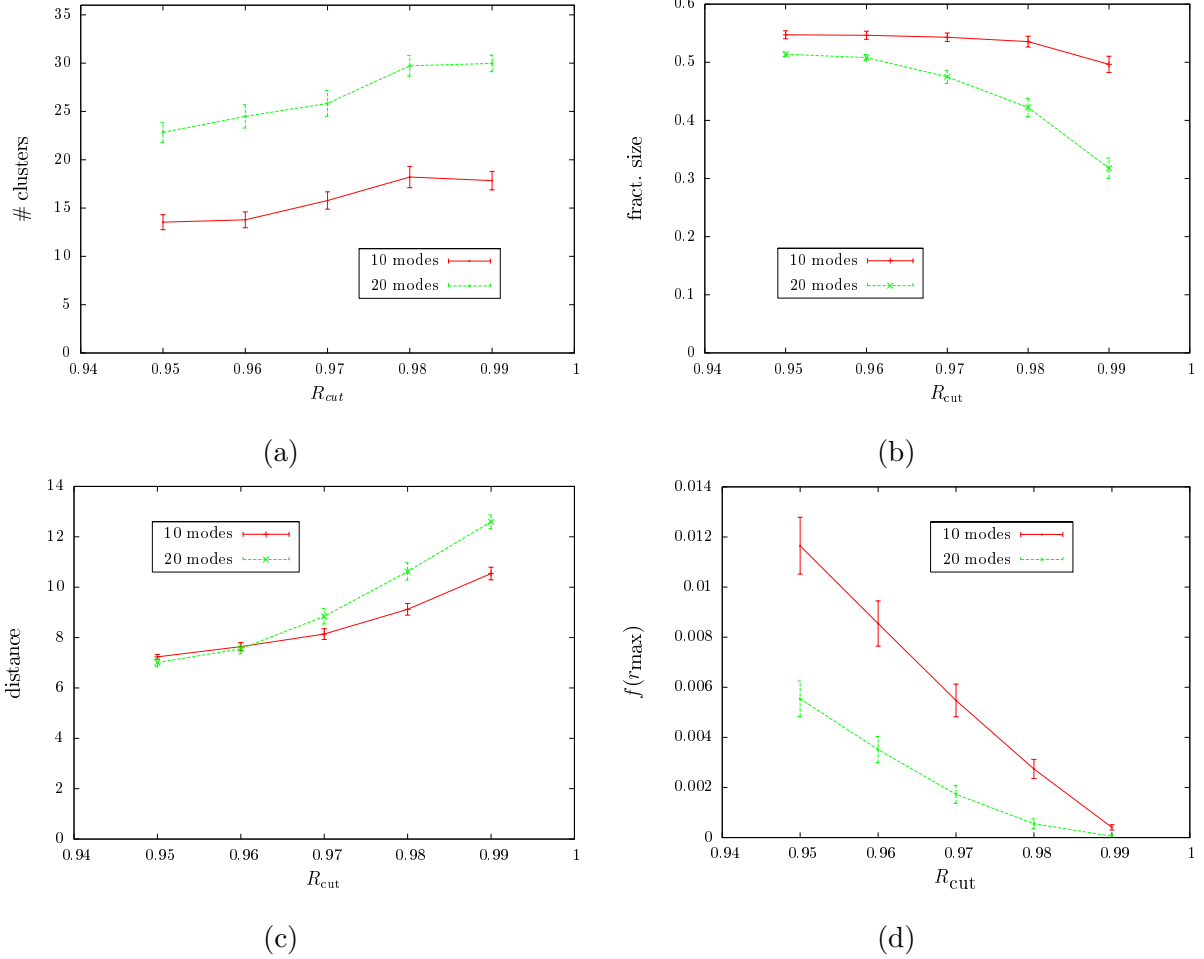 35
30
25
20
15
10
5
0
# clusters
10 modes
20 modes
0.94 0.95 0.96 0.97 0.98 0.99 1
R_cut
(a)
0.6
0.5
0.4
0.3
0.2
0.1
0
fract. size
10 modes
20 modes
0.94 0.95 0.96 0.97 0.98 0.99 1
R_cut
(b)
14
12
10
8
6
4
2
0
distance
10 modes
20 modes
0.94 0.95 0.96 0.97 0.98 0.99 1
R_cut
(c)
0.014
0.012
0.01
0.008
0.006
0.004
0.002
0
f(r_max)
10 modes
20 modes
0.94 0.95 0.96 0.97 0.98 0.99 1
R_cut
(d)